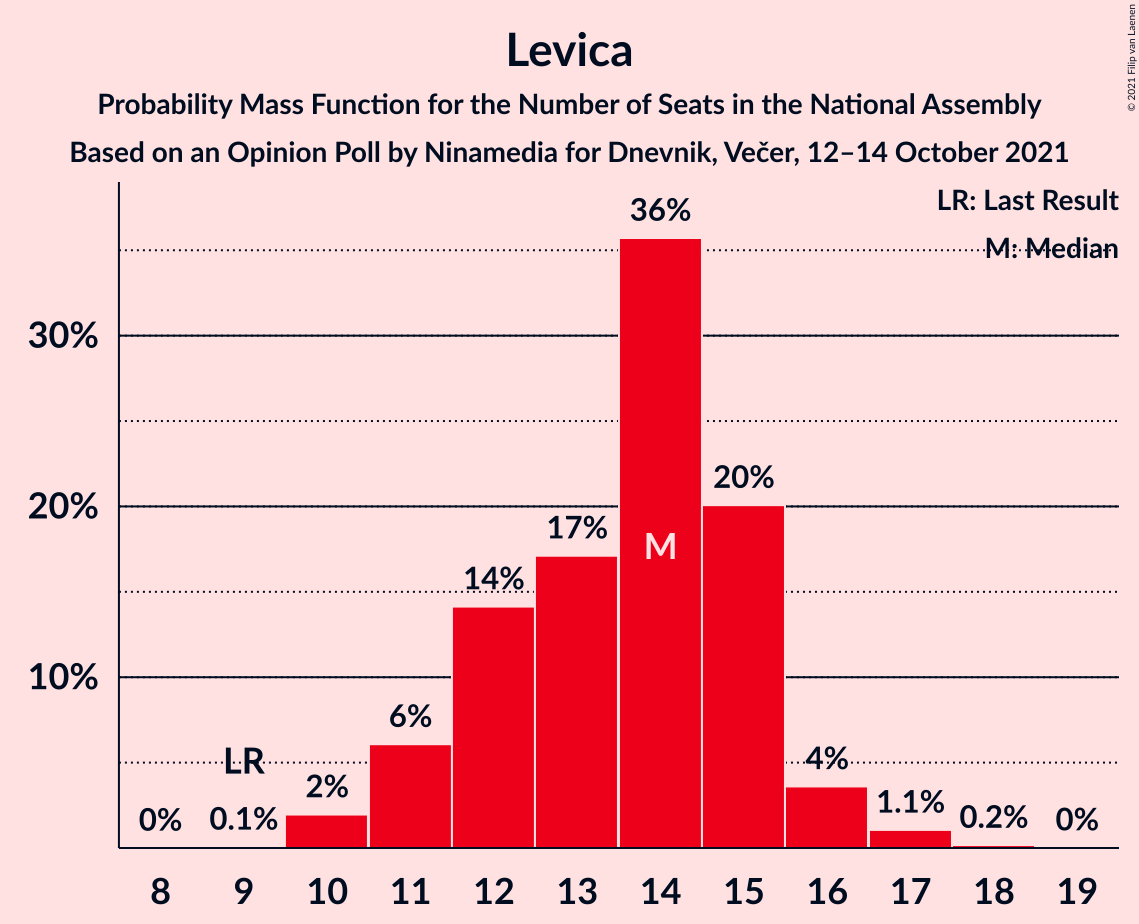 Levica
Probability Mass Function for the Number of Seats in the National Assembly
Based on an Opinion Poll by Ninamedia for Dnevnik, Večer, 12–14 October 2021
© 2021 Filip van Laenen
LR: Last Result
M: Median
30%
20%
10%
0%
0.1%
LR
2%
6%
14%
17%
36%
M
20%
4%
1.1%
0.2%
0%
8 9 10 11 12 13 14 15 16 17 18 19